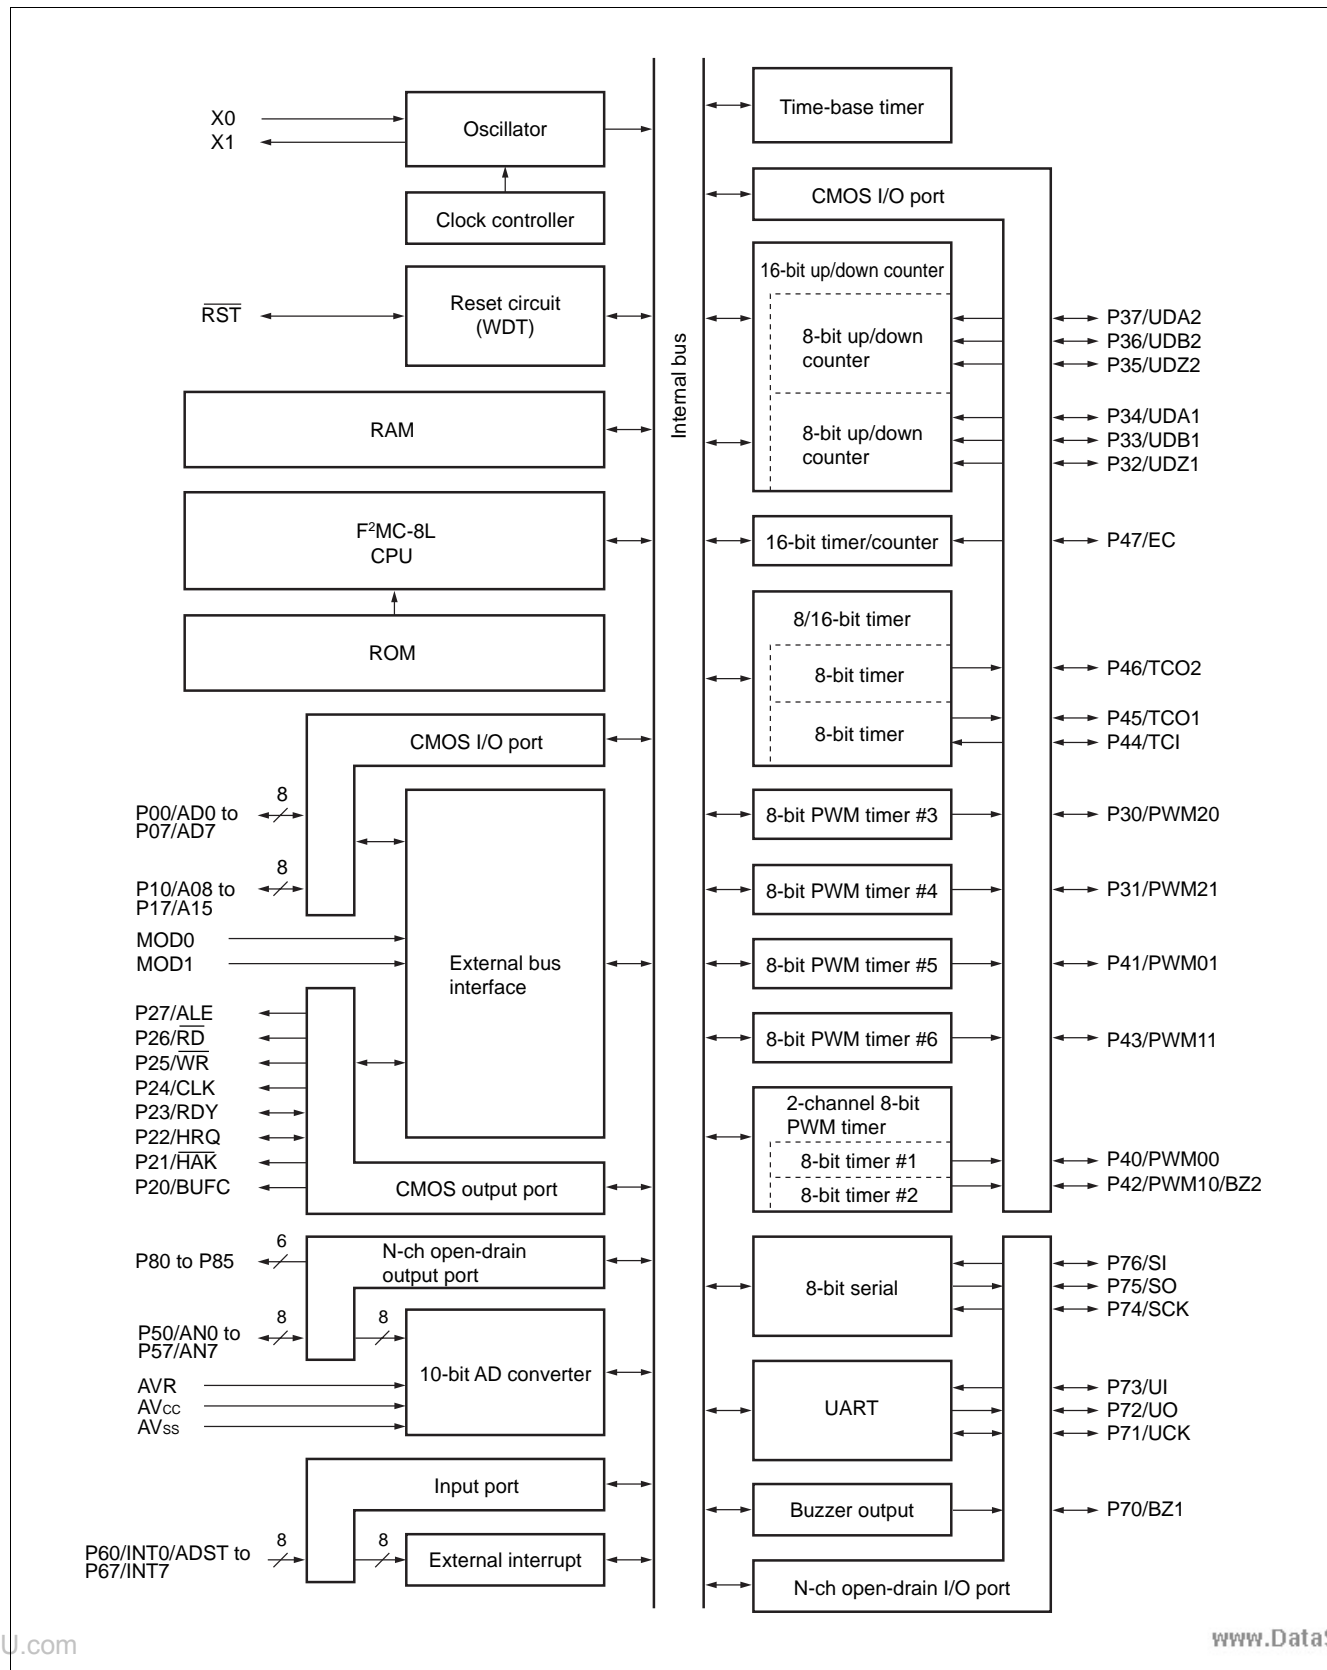 X0
X1
Oscillator
Clock controller
RST
Reset circuit
(WDT)
RAM
F²MC-8L
CPU
ROM
CMOS I/O port
8
P00/AD0 to
P07/AD7
8
P10/A08 to
P17/A15
MOD0
MOD1
External bus
interface
P27/ALE
P26/RD
P25/WR
P24/CLK
P23/RDY
P22/HRQ
P21/HAK
P20/BUFC
CMOS output port
6
P80 to P85
N-ch open-drain
output port
8
8
P50/AN0 to
P57/AN7
10-bit AD converter
AVR
AVcc
AVss
Input port
8
8
P60/INT0/ADST to
P67/INT7
External interrupt
Internal bus
Time-base timer
CMOS I/O port
16-bit up/down counter
8-bit up/down
counter
P37/UDA2
P36/UDB2
P35/UDZ2
8-bit up/down
counter
P34/UDA1
P33/UDB1
P32/UDZ1
16-bit timer/counter
P47/EC
8/16-bit timer
8-bit timer
P46/TCO2
8-bit timer
P45/TCO1
P44/TCI
8-bit PWM timer #3
P30/PWM20
8-bit PWM timer #4
P31/PWM21
8-bit PWM timer #5
P41/PWM01
8-bit PWM timer #6
P43/PWM11
2-channel 8-bit
PWM timer
8-bit timer #1
P40/PWM00
8-bit timer #2
P42/PWM10/BZ2
8-bit serial
P76/SI
P75/SO
P74/SCK
UART
P73/UI
P72/UO
P71/UCK
Buzzer output
P70/BZ1
N-ch open-drain I/O port
U.com
www.DataS